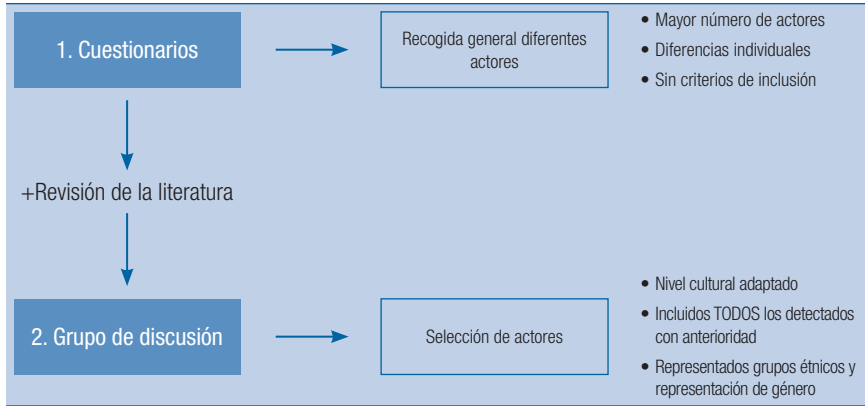 1. Cuestionarios
Recogida general diferentes
actores
• Mayor número de actores
• Diferencias individuales
• Sin criterios de inclusión
+Revisión de la literatura
2. Grupo de discusión
Selección de actores
• Nivel cultural adaptado
• Incluidos TODOS los detectados
con anterioridad
• Representados grupos étnicos y
representación de género